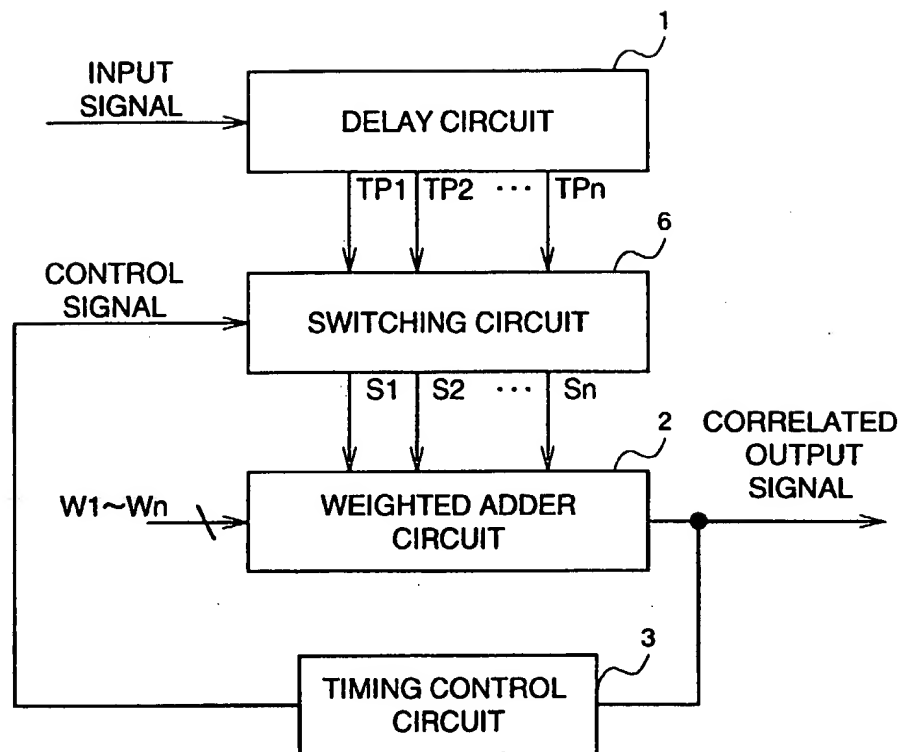 1
INPUT
SIGNAL
DELAY CIRCUIT
TP1 TP2 ··· TPn
6
CONTROL
SIGNAL
SWITCHING CIRCUIT
S1 S2 ··· Sn
2
CORRELATED
OUTPUT
SIGNAL
W1~Wn
WEIGHTED ADDER
CIRCUIT
3
TIMING CONTROL
CIRCUIT